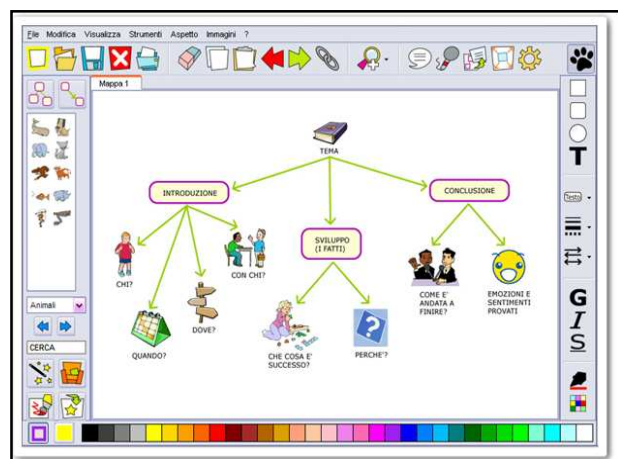 File Modifica Visualizza Strumenti Aspetto Immagini ?
Mappa 1
TEMA
INTRODUZIONE
CONCLUSIONE
SVILUPPO
(I FATTI)
CHI?
CON CHI?
DOVE?
QUANDO?
CHE COSA E'
SUCCESSO?
PERCHE'?
COME E'
ANDATA A
FINIRE?
EMOZIONI E
SENTIMENTI
PROVATI
Animali
CERCA
T
Testo
G
I
S